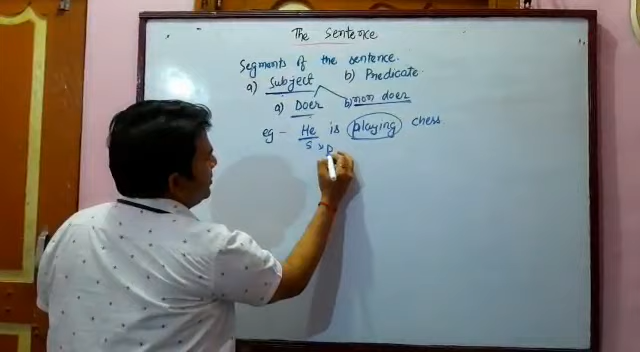 The Sentence
Segments of the sentence.
a) Subject b) Predicate.
a) Doer b) non doer
eg - He is playing chess
S